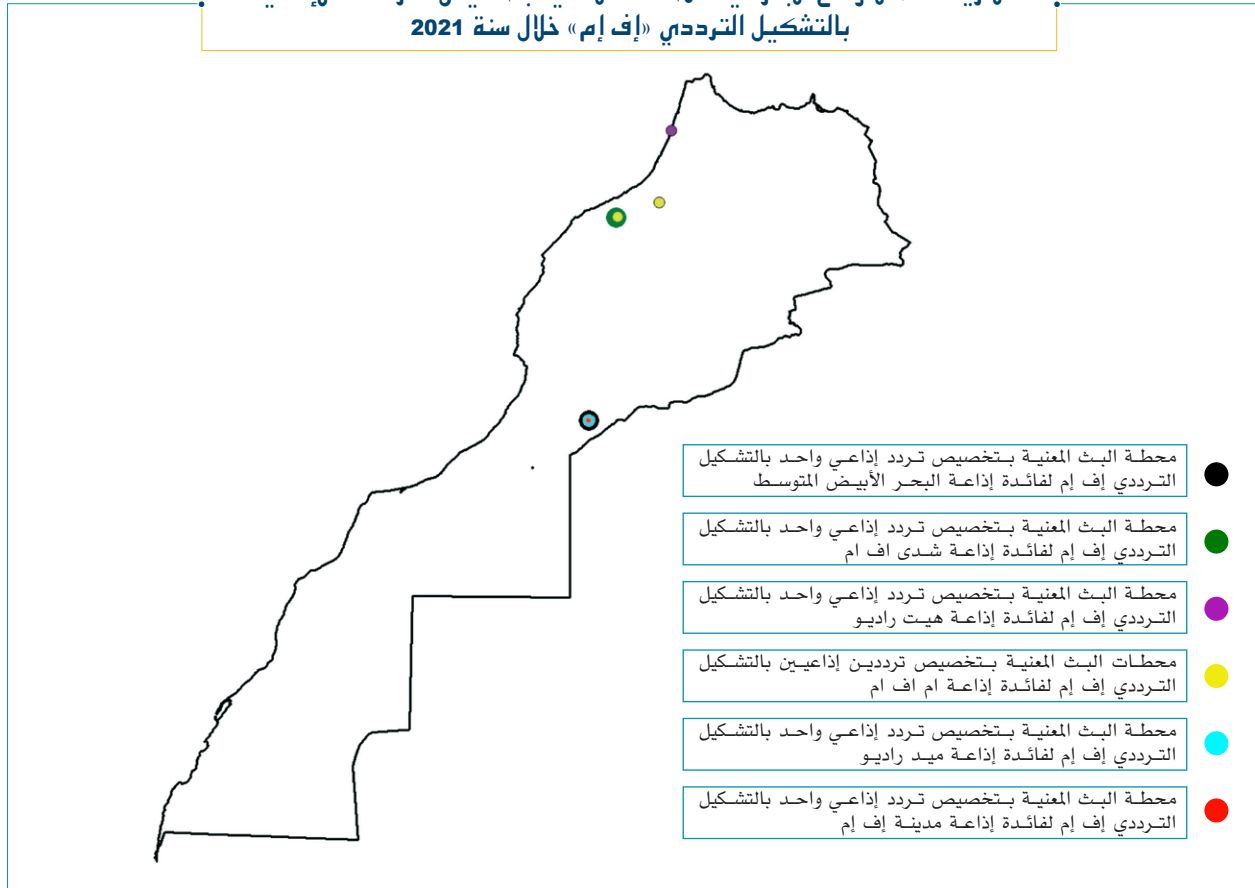 بالتشكيل الترددي «إف إم» خلال سنة 2021
محطة البث المعنية بتخصيص تردد إذاعي واحد بالتشكيل
الترددي إف إم لفائدة إذاعة البحر الأبيض المتوسط
محطة البث المعنية بتخصيص تردد إذاعي واحد بالتشكيل
الترددي إف إم لفائدة إذاعة شدى اف ام
محطة البث المعنية بتخصيص تردد إذاعي واحد بالتشكيل
الترددي إف إم لفائدة إذاعة هيت راديو
محطات البث المعنية بتخصيص ترددين إذاعيين بالتشكيل
الترددي إف إم لفائدة إذاعة ام اف ام
محطة البث المعنية بتخصيص تردد إذاعي واحد بالتشكيل
الترددي إف إم لفائدة إذاعة ميد راديو
محطة البث المعنية بتخصيص تردد إذاعي واحد بالتشكيل
الترددي إف إم لفائدة إذاعة مدينة إف إم